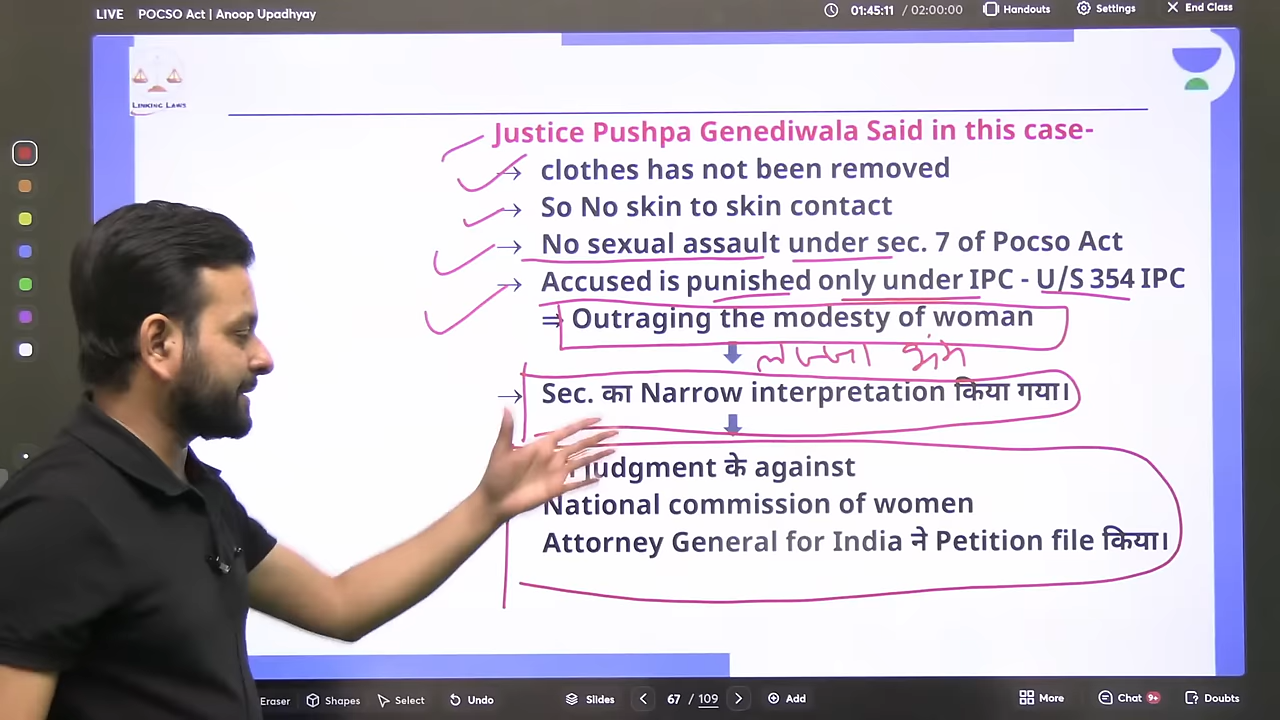 LIVE POCSO Act | Anoop Upadhyay 01:45:11 / 02:00:00 Handouts Settings End Class
LINKING LAWS
Justice Pushpa Genediwala Said in this case-
→ clothes has not been removed
→ So No skin to skin contact
→ No sexual assault under sec. 7 of Pocso Act
→ Accused is punished only under IPC - U/S 354 IPC
⇒ Outraging the modesty of woman
लज्जा भंग
→ Sec. का Narrow interpretation किया गया।
judgment के against
National commission of women
Attorney General for India ने Petition file किया।
Eraser Shapes Select Undo Slides 67 / 109 Add More Chat 9+ Doubts